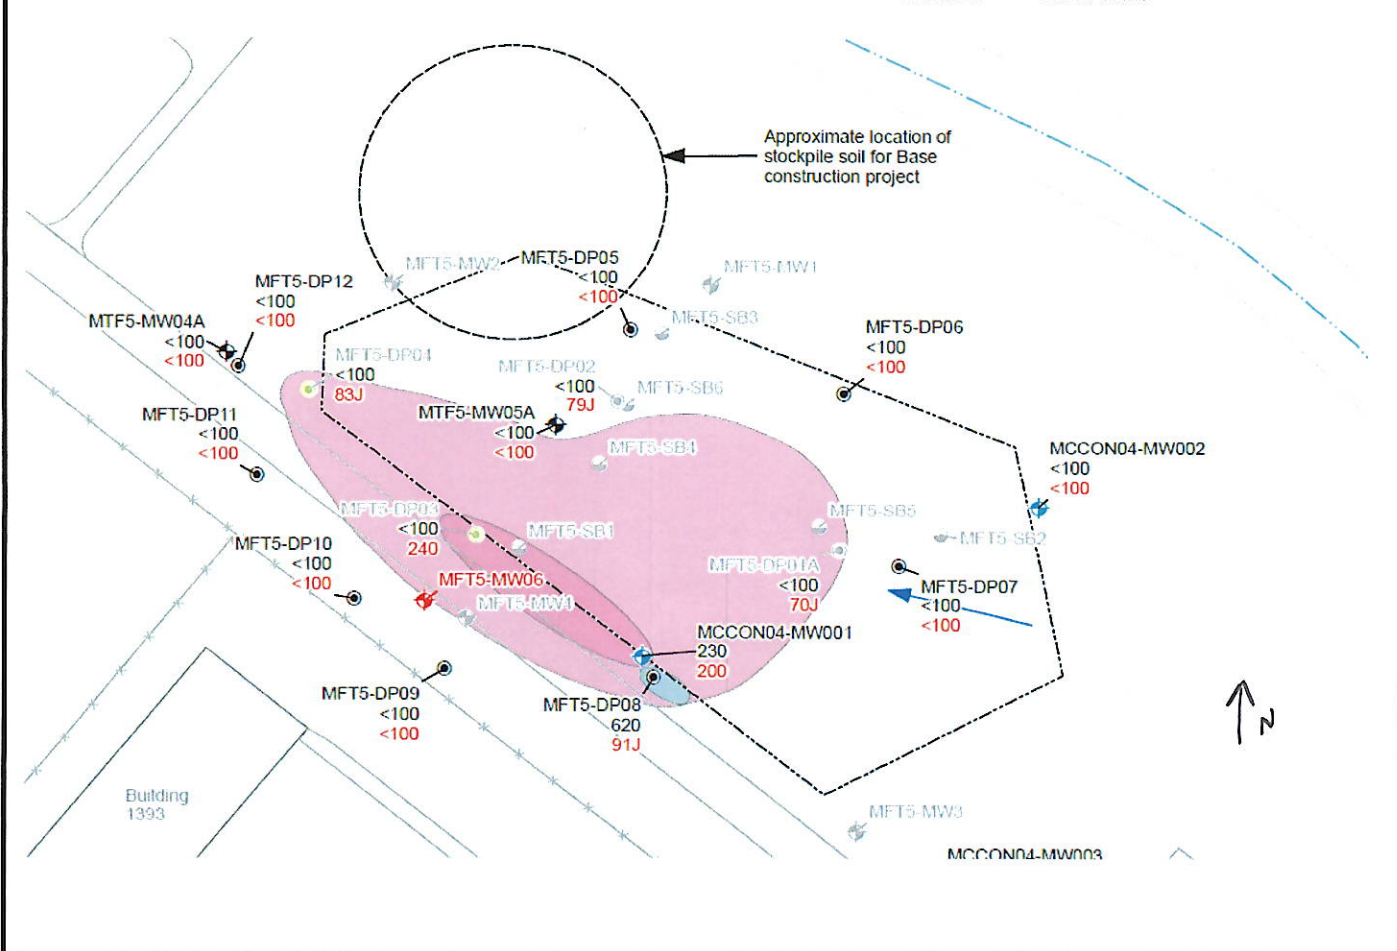 Approximate location of
stockpile soil for Base
construction project
MFT5-DP05
<100
<100
MFT5-MW2
MFT5-MW1
MFT5-DP12
<100
<100
MFT5-SB3
MTF5-MW04A
<100
<100
MFT5-DP06
<100
<100
MFT5-DP04
<100
83J
MFT5-DP02
<100
79J
MFT5-SB6
MFT5-DP11
<100
<100
MTF5-MW05A
<100
<100
MFT5-SB4
MCCON04-MW002
<100
<100
MFT5-DP03
<100
240
MFT5-SB1
MFT5-SB5
MFT5-SB2
MFT5-DP10
<100
<100
MFT5-DP01A
<100
70J
MFT5-MW06
MFT5-DP07
<100
<100
MFT5-MW4
MCCON04-MW001
230
200
MFT5-DP09
<100
<100
MFT5-DP08
620
91J
N
Building
1393
MFT5-MW3
MCCON04-MW003